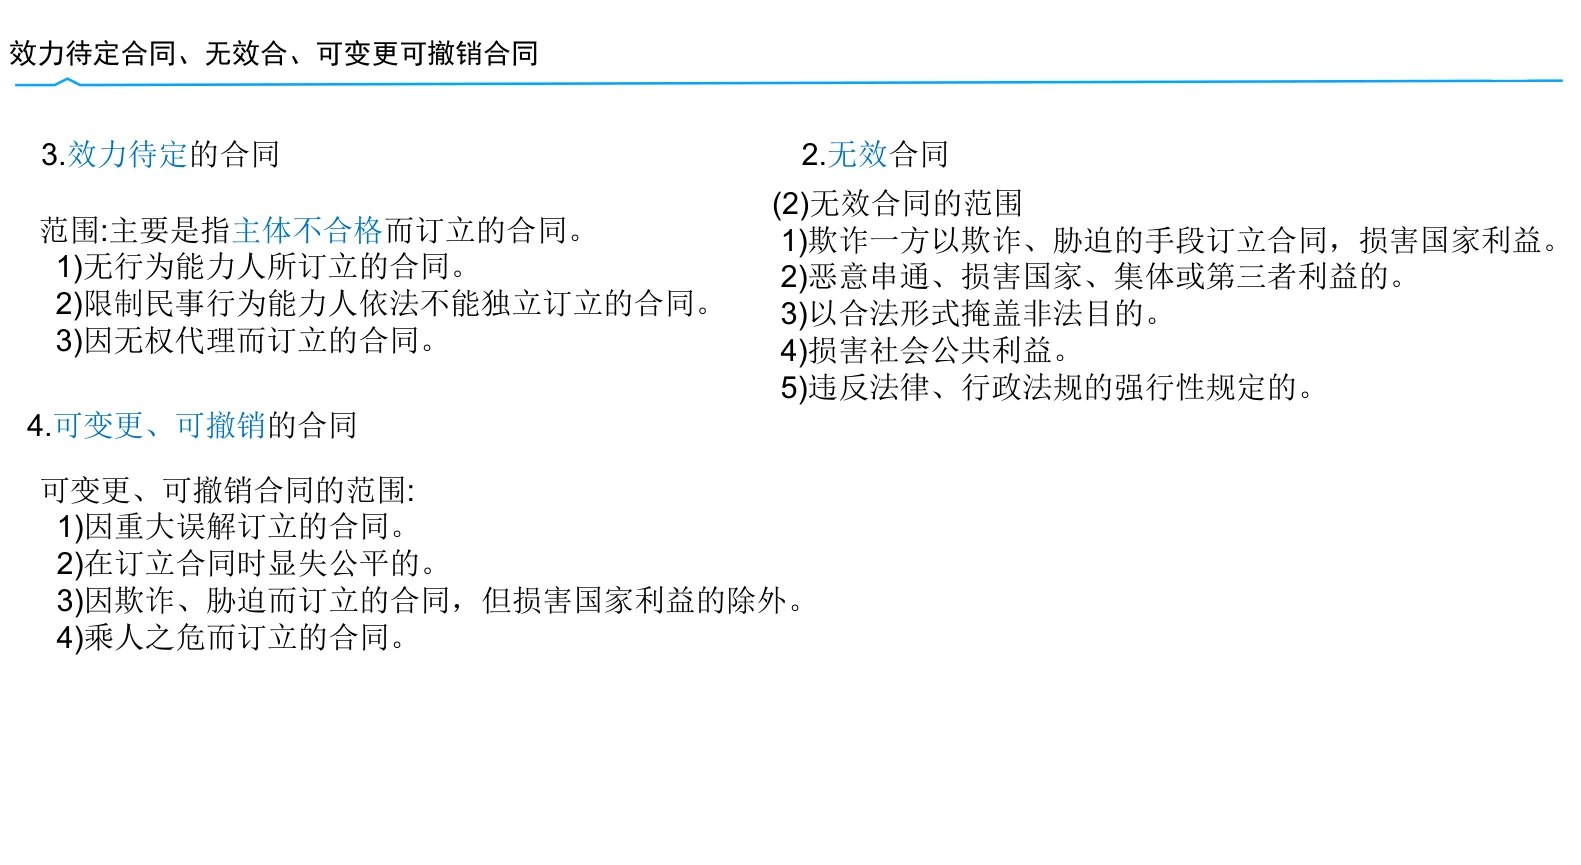 效力待定合同、无效合、可变更可撤销合同
3.效力待定的合同
范围:主要是指主体不合格而订立的合同。
1)无行为能力人所订立的合同。
2)限制民事行为能力人依法不能独立订立的合同。
3)因无权代理而订立的合同。
4.可变更、可撤销的合同
可变更、可撤销合同的范围:
1)因重大误解订立的合同。
2)在订立合同时显失公平的。
3)因欺诈、胁迫而订立的合同，但损害国家利益的除外。
4)乘人之危而订立的合同。
2.无效合同
(2)无效合同的范围
1)欺诈一方以欺诈、胁迫的手段订立合同，损害国家利益。
2)恶意串通、损害国家、集体或第三者利益的。
3)以合法形式掩盖非法目的。
4)损害社会公共利益。
5)违反法律、行政法规的强行性规定的。